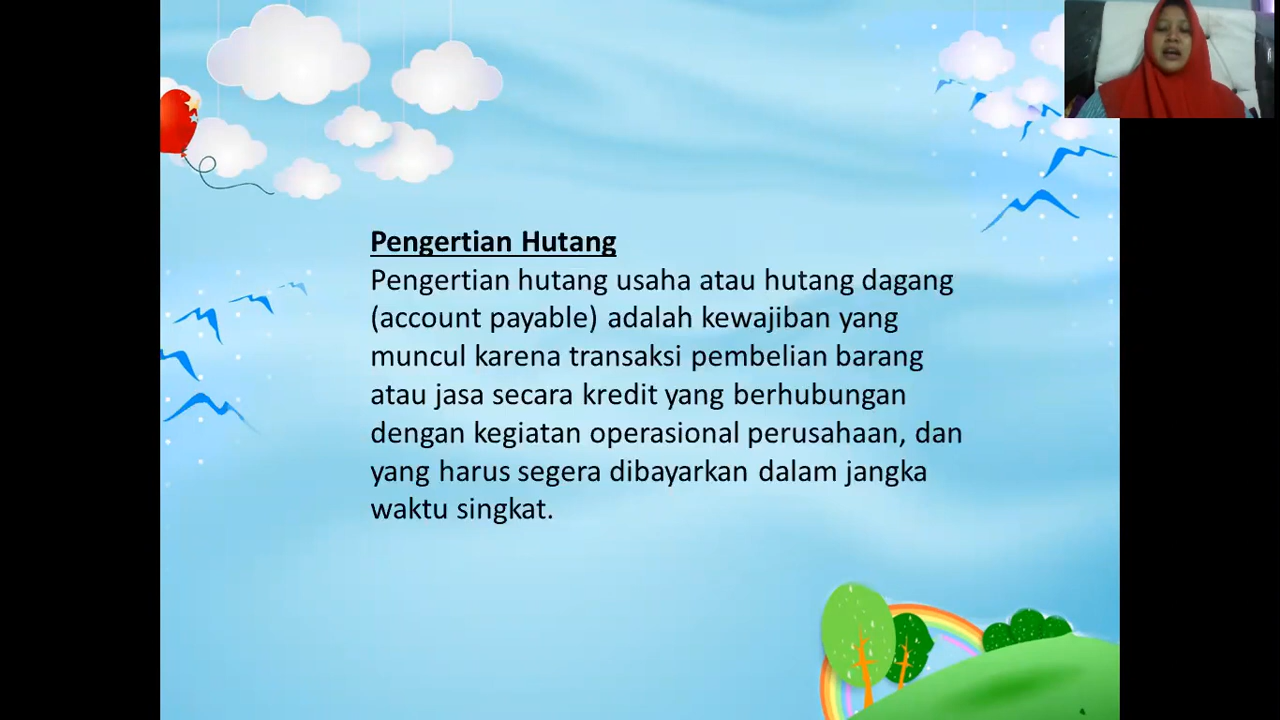 Pengertian Hutang
Pengertian hutang usaha atau hutang dagang
(account payable) adalah kewajiban yang
muncul karena transaksi pembelian barang
atau jasa secara kredit yang berhubungan
dengan kegiatan operasional perusahaan, dan
yang harus segera dibayarkan dalam jangka
waktu singkat.